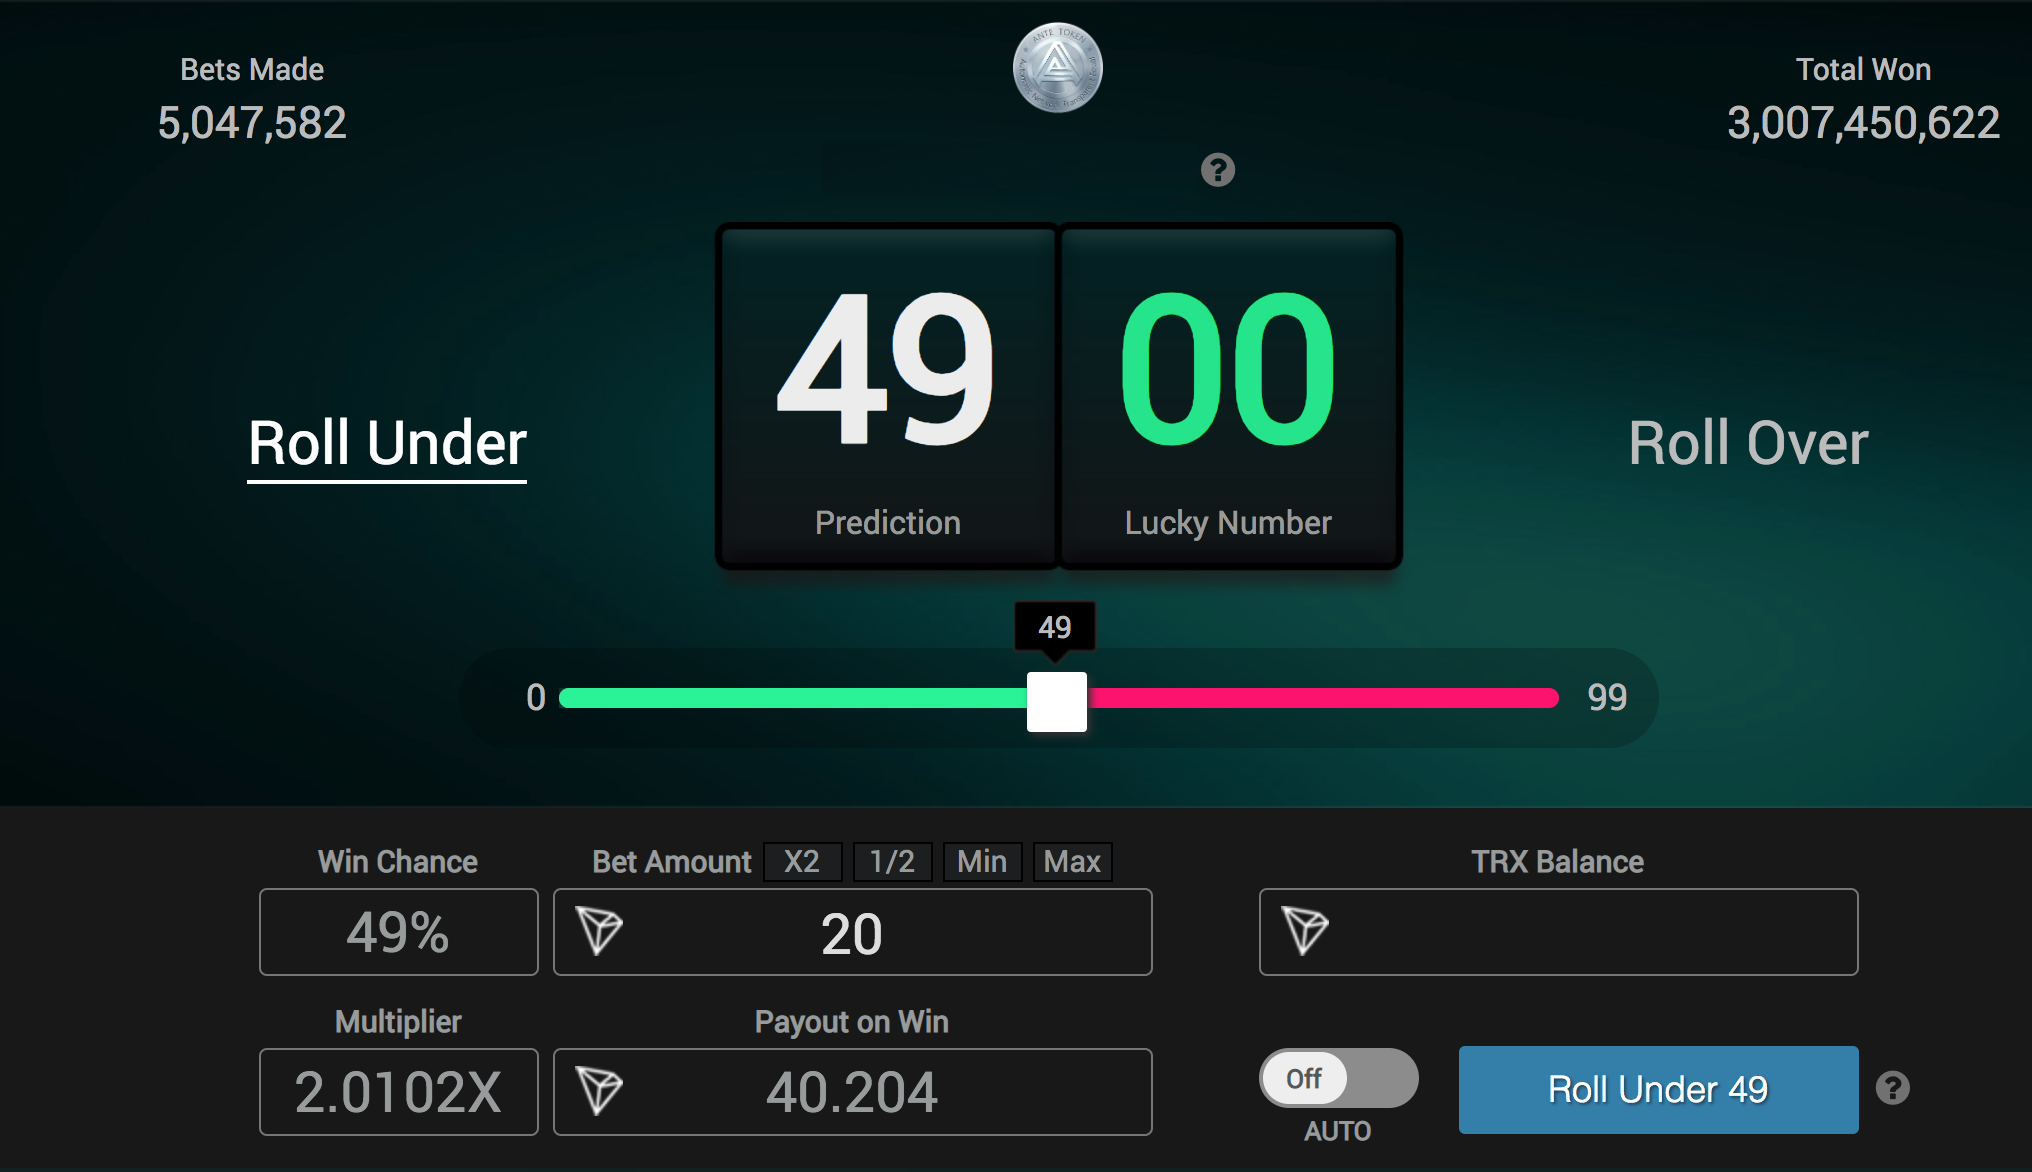 ANTE TOKEN
Bets Made
5,047,582
Total Won
3,007,450,622
?
49
Prediction
00
Lucky Number
Roll Under
Roll Over
49
0
99
Win Chance
49%
Bet Amount X2 1/2 Min Max
20
TRX Balance
Multiplier
2.0102X
Payout on Win
40.204
Off
AUTO
Roll Under 49
?